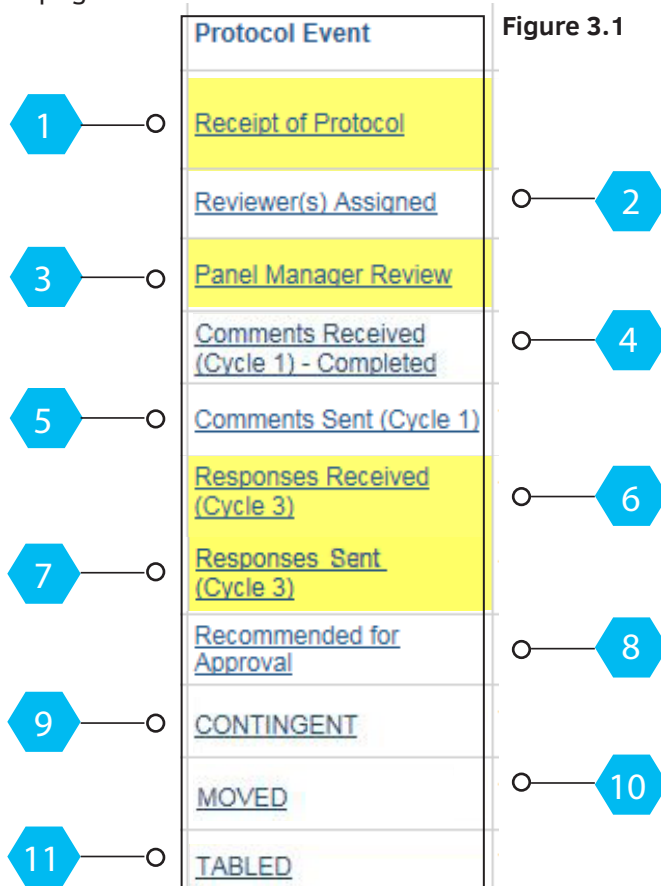 Protocol Event
Figure 3.1
1
Receipt of Protocol
Reviewer(s) Assigned
2
3
Panel Manager Review
Comments Received
(Cycle 1) - Completed
4
5
Comments Sent (Cycle 1)
Responses Received
(Cycle 3)
6
7
Responses Sent
(Cycle 3)
Recommended for
Approval
8
9
CONTINGENT
MOVED
10
11
TABLED